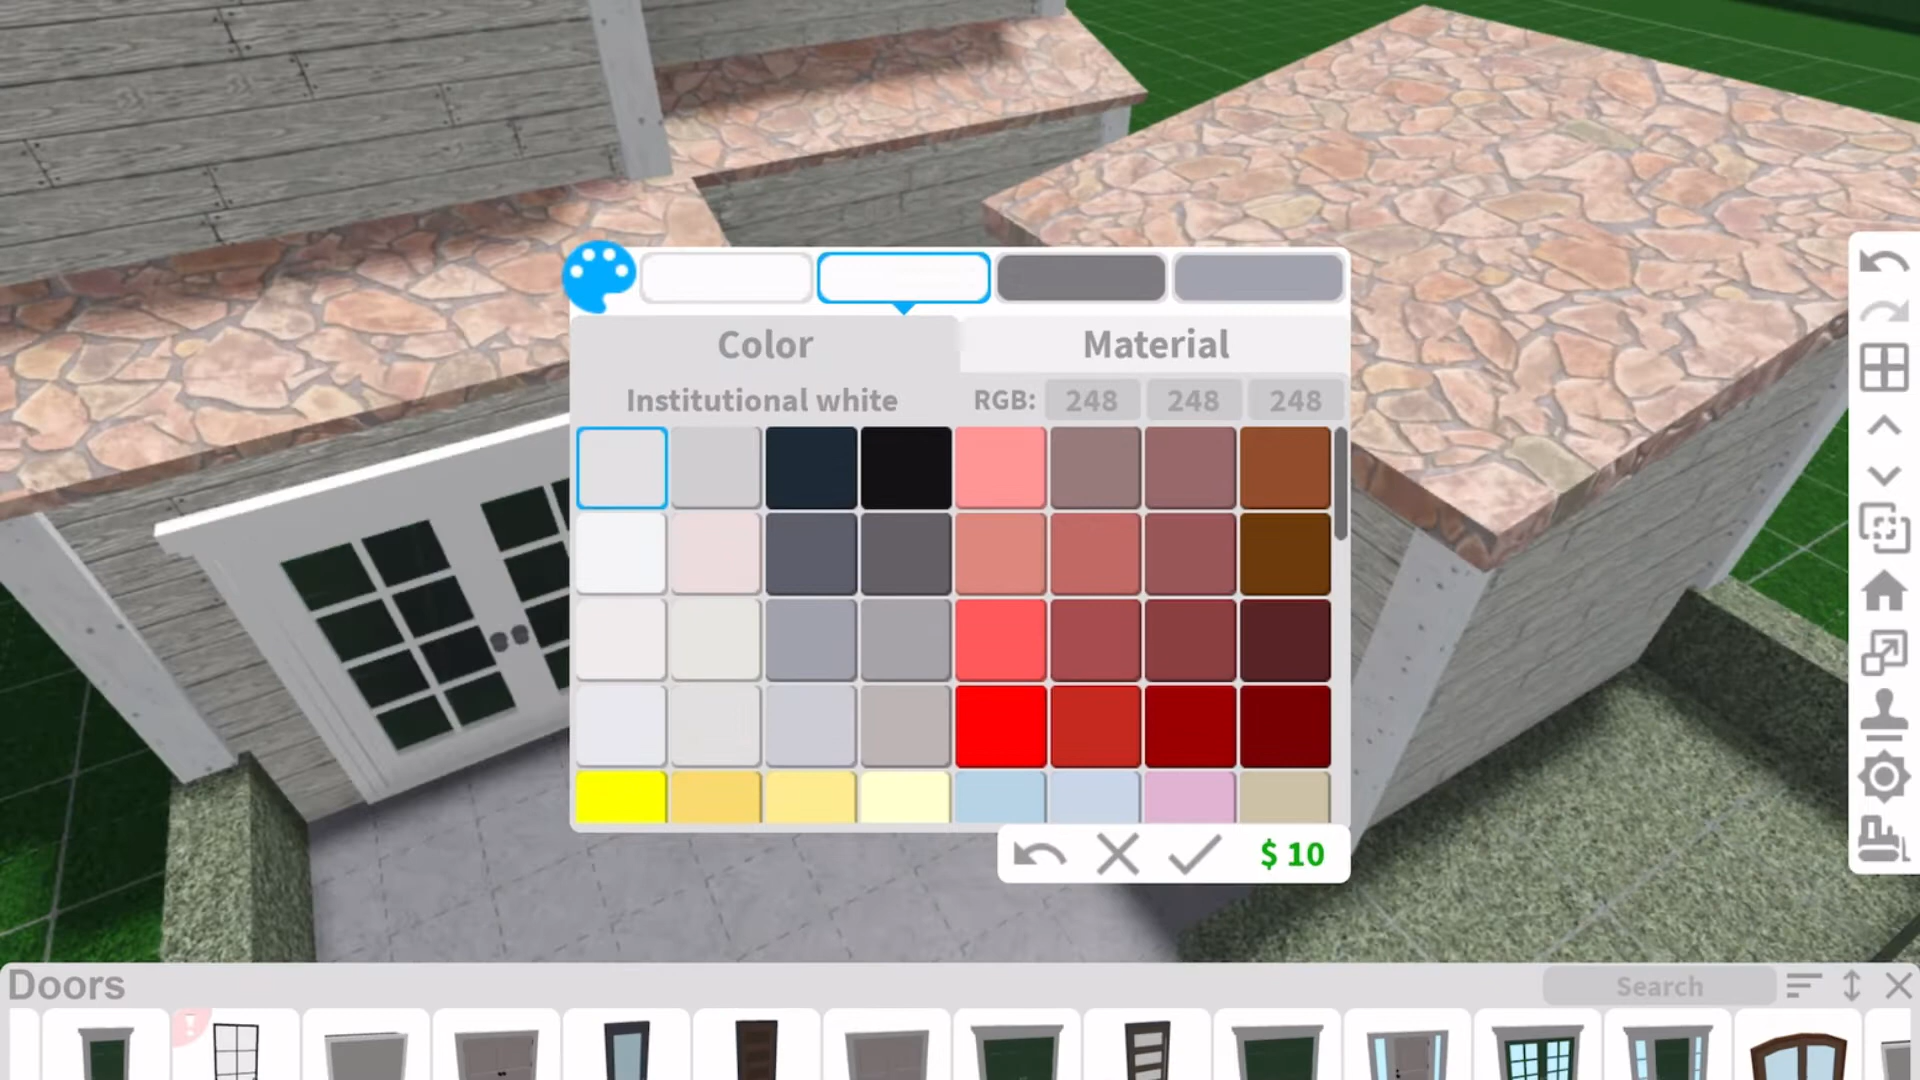 Color
Material
Institutional white
RGB: 248 248 248
$ 10
Doors
Search